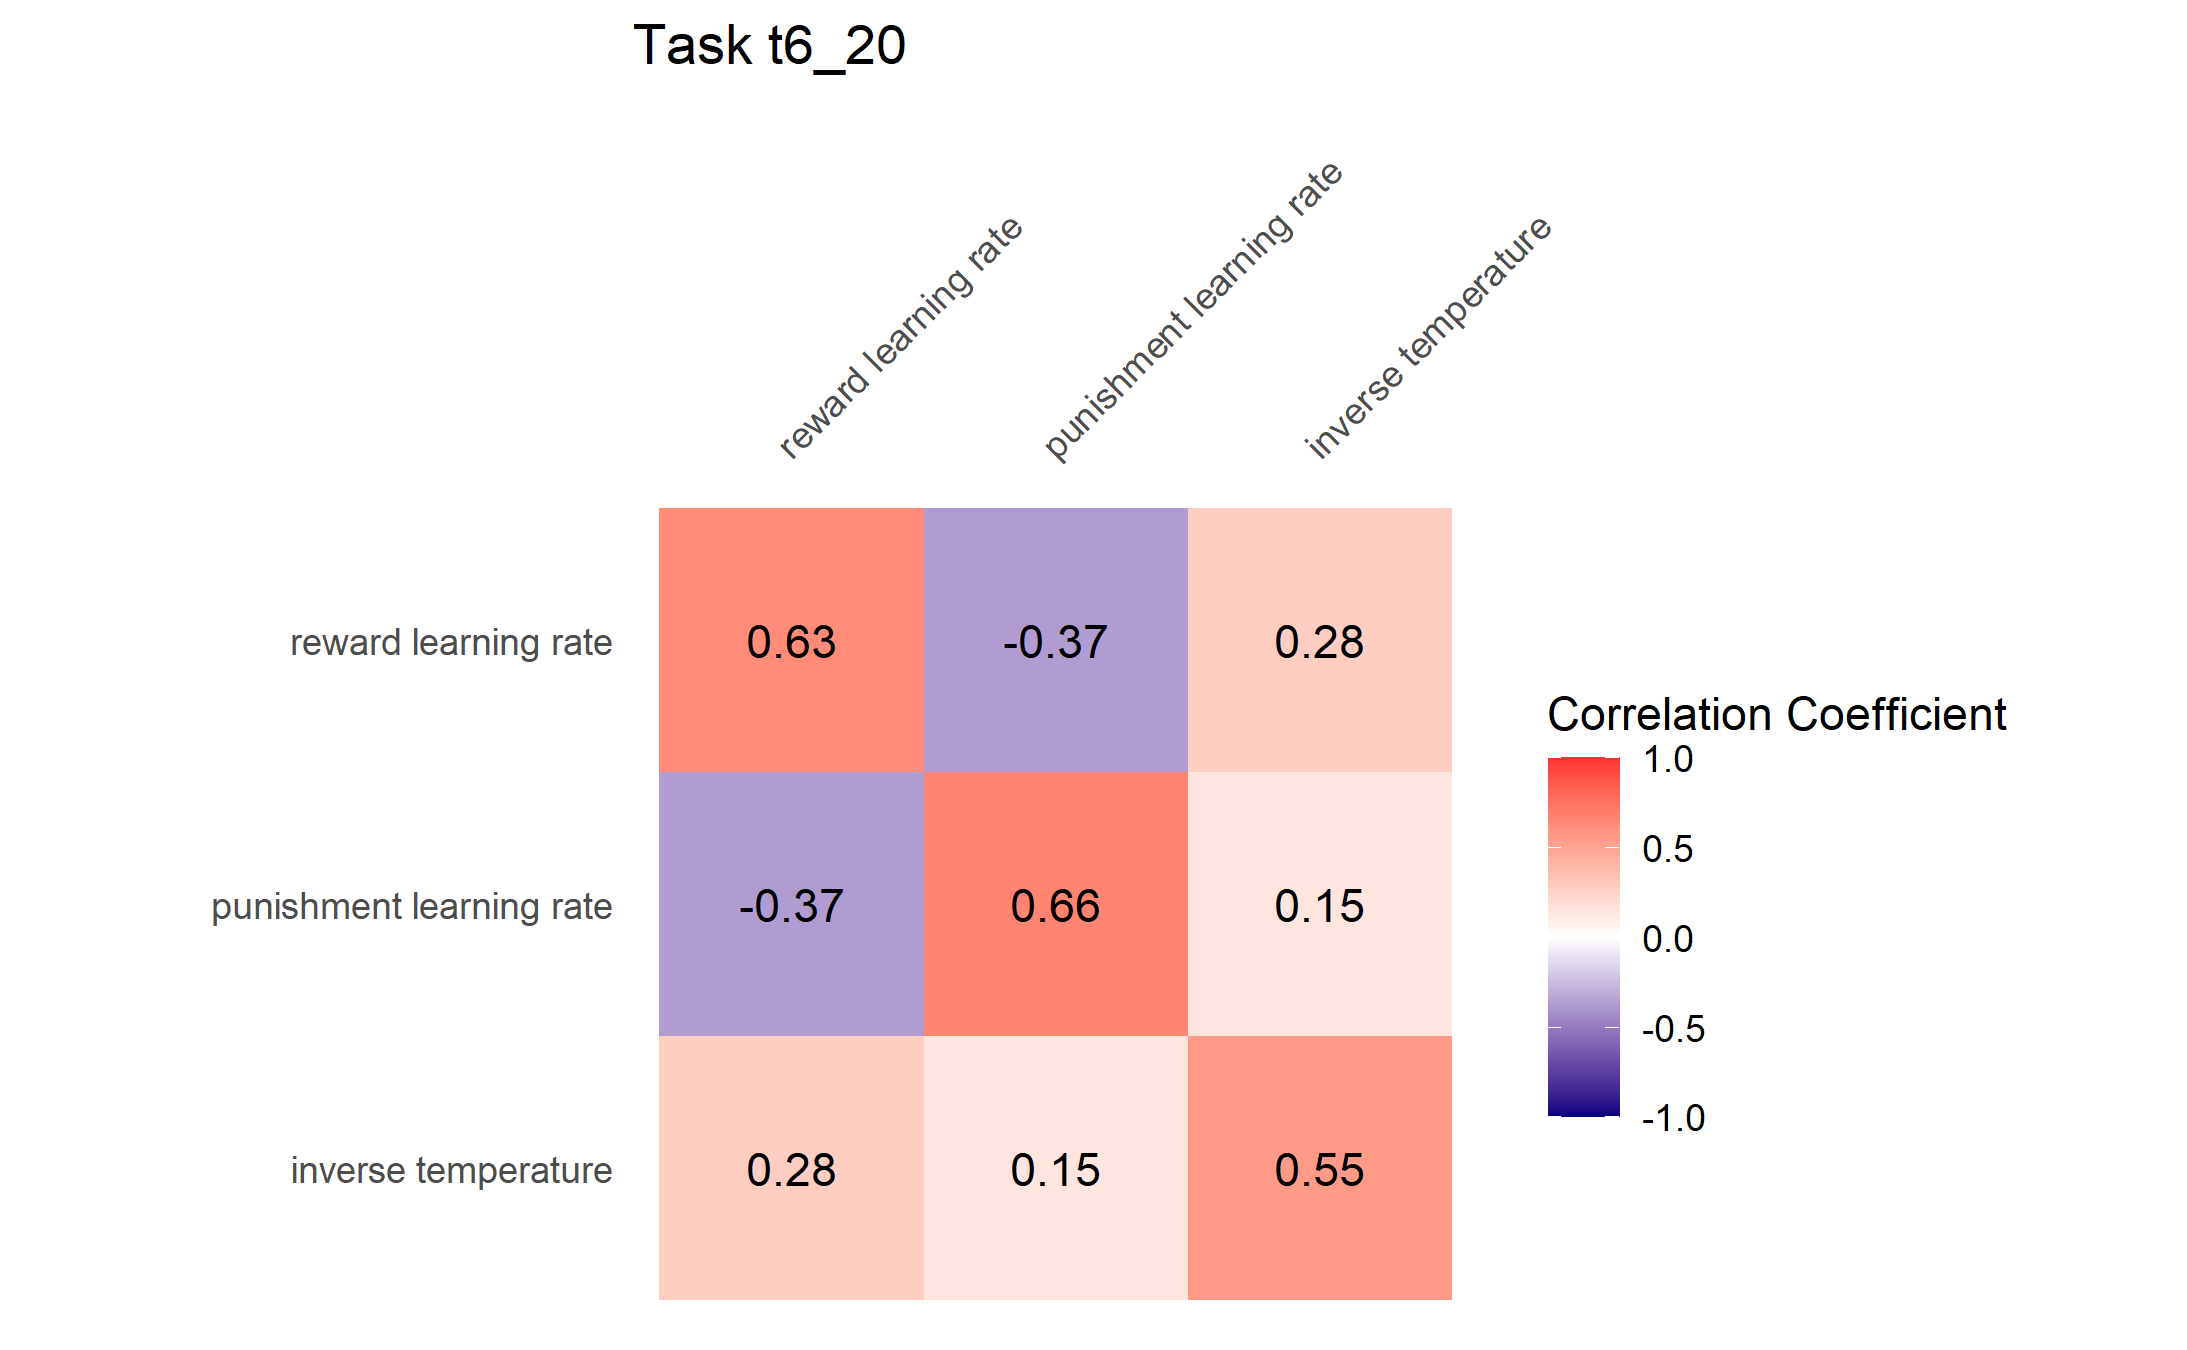 Task t6_20
reward learning rate
punishment learning rate
inverse temperature
reward learning rate
0.63
-0.37
0.28
punishment learning rate
-0.37
0.66
0.15
inverse temperature
0.28
0.15
0.55
Correlation Coefficient
1.0
0.5
0.0
-0.5
-1.0